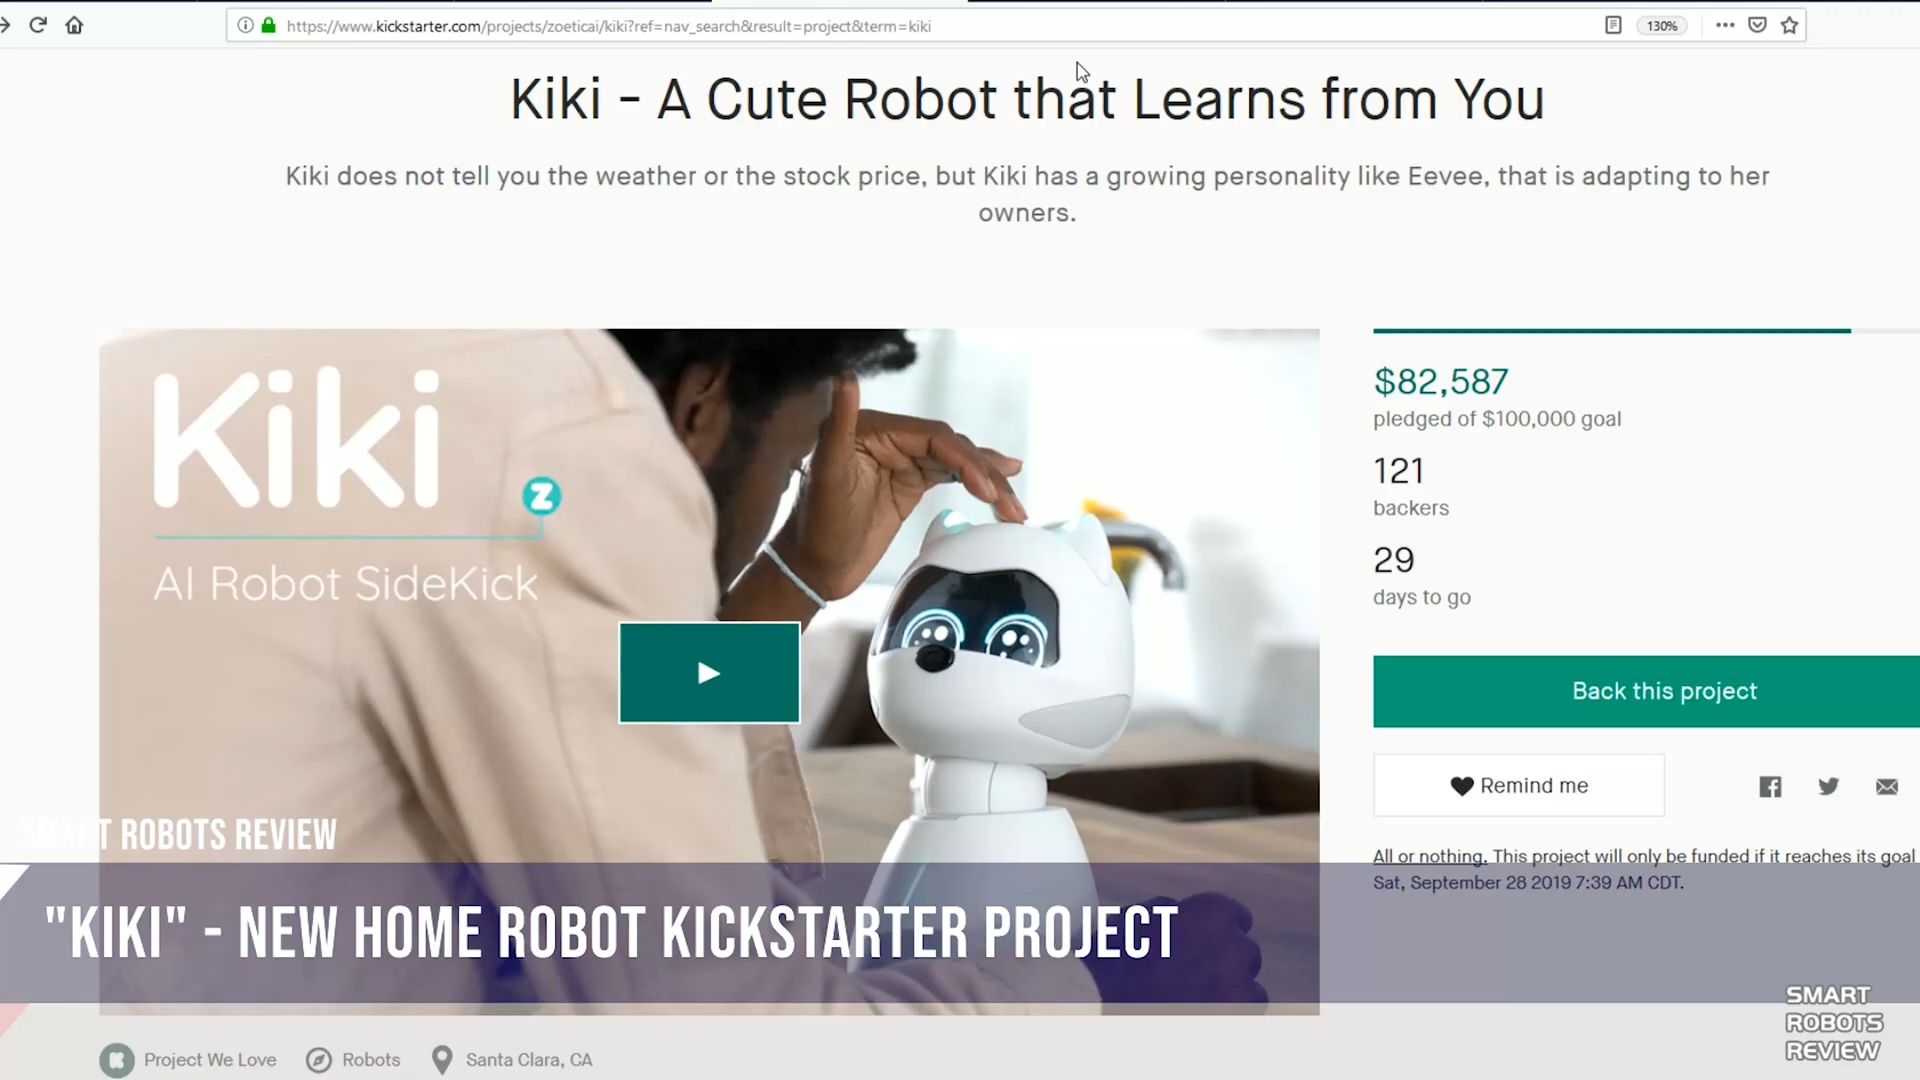 https://www.kickstarter.com/projects/zoeticai/kiki?ref=nav_search&result=project&term=kiki
130%
Kiki - A Cute Robot that Learns from You
Kiki does not tell you the weather or the stock price, but Kiki has a growing personality like Eevee, that is adapting to her
owners.
Kiki
Z
AI Robot SideKick
$82,587
pledged of $100,000 goal
121
backers
29
days to go
Back this project
Remind me
All or nothing. This project will only be funded if it reaches its goal
Sat, September 28 2019 7:39 AM CDT.
SMART ROBOTS REVIEW
"KIKI" - NEW HOME ROBOT KICKSTARTER PROJECT
Project We Love
Robots
Santa Clara, CA
SMART
ROBOTS
REVIEW